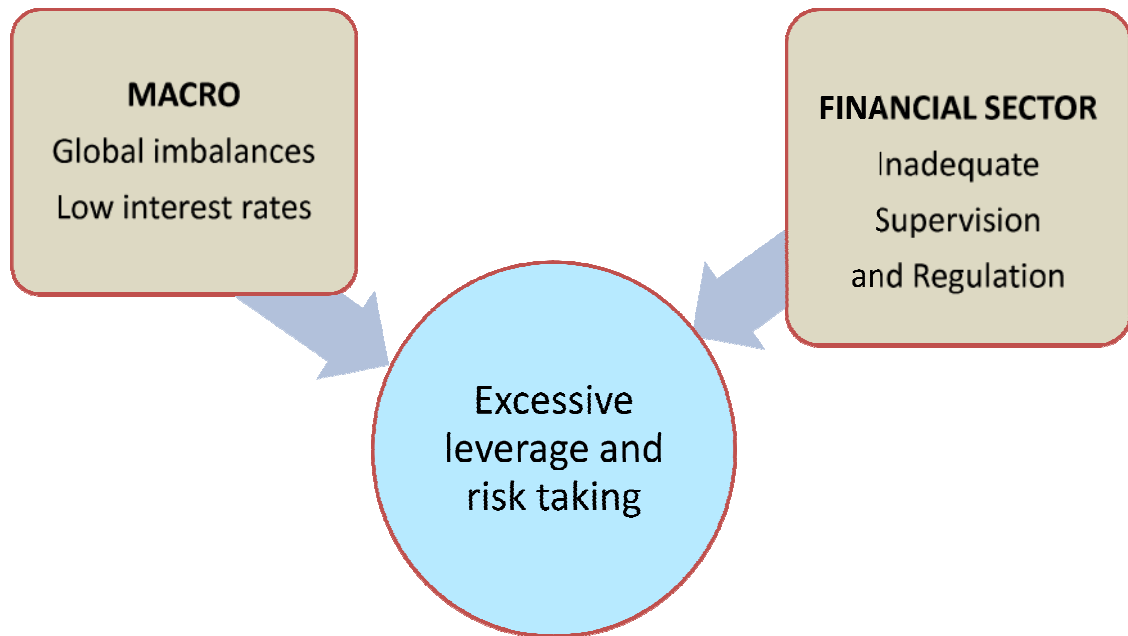 MACRO
Global imbalances
Low interest rates
FINANCIAL SECTOR
Inadequate
Supervision
and Regulation
Excessive
leverage and
risk taking